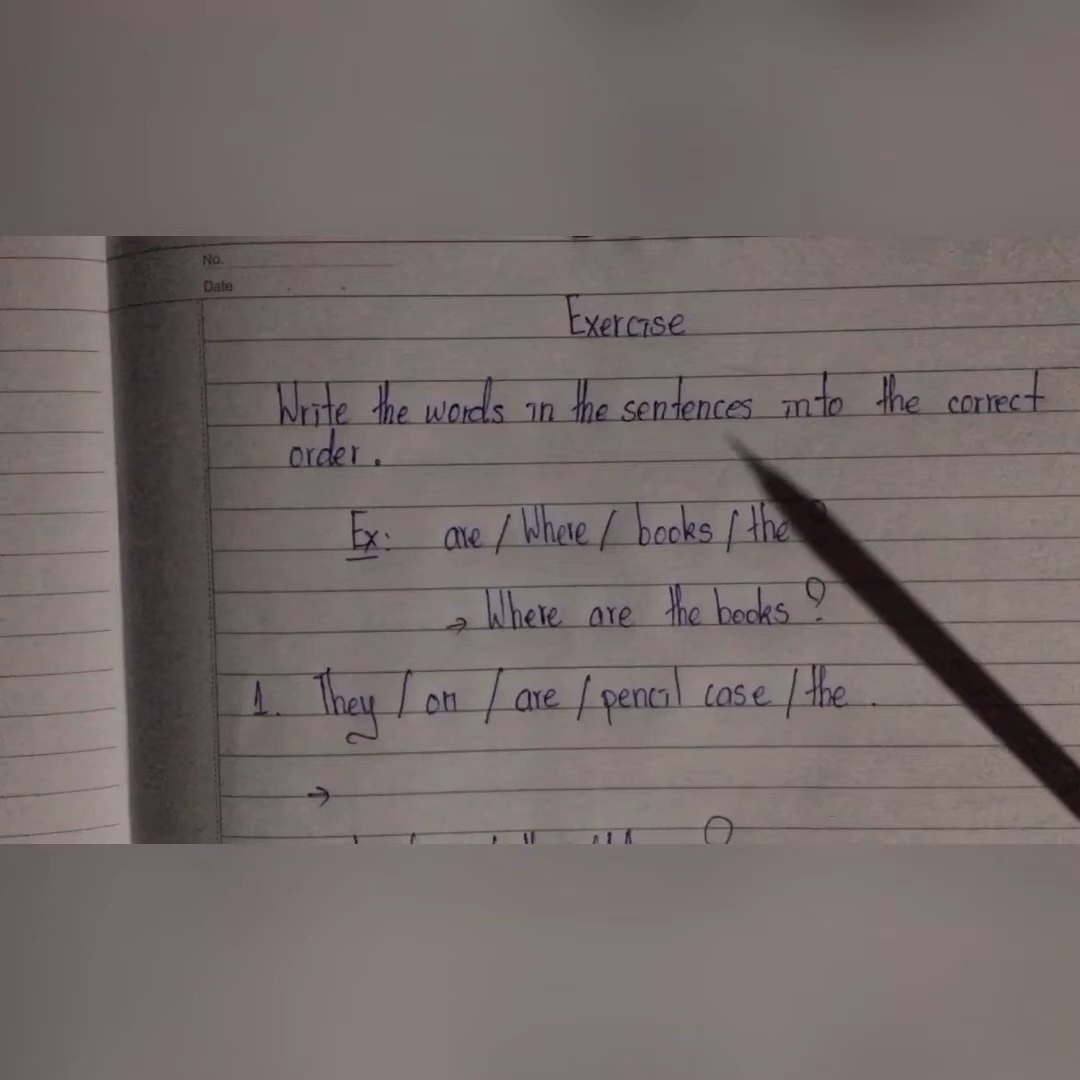 No.
Date
Exercise
Write the words in the sentences into the correct
order.
Ex: are / Where / books / the ?
→ Where are the books ?
1. They / on / are / pencil case / the .
→